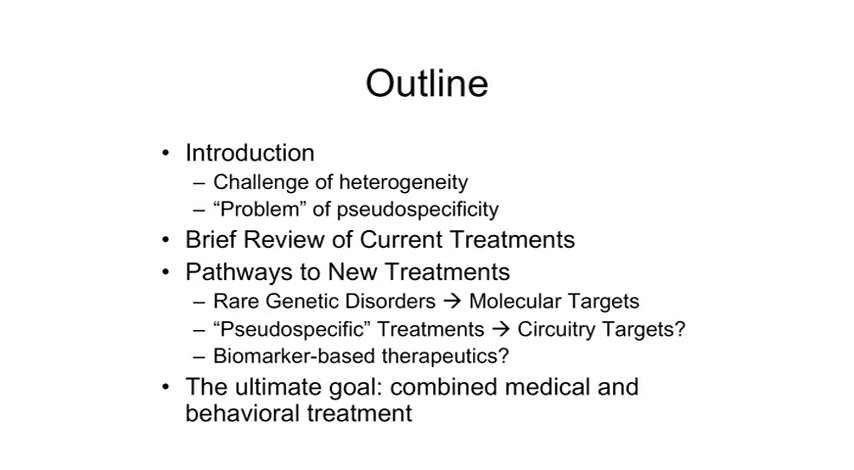 Outline
• Introduction
– Challenge of heterogeneity
– “Problem” of pseudospecificity
• Brief Review of Current Treatments
• Pathways to New Treatments
– Rare Genetic Disorders → Molecular Targets
– “Pseudospecific” Treatments → Circuitry Targets?
– Biomarker-based therapeutics?
• The ultimate goal: combined medical and
behavioral treatment